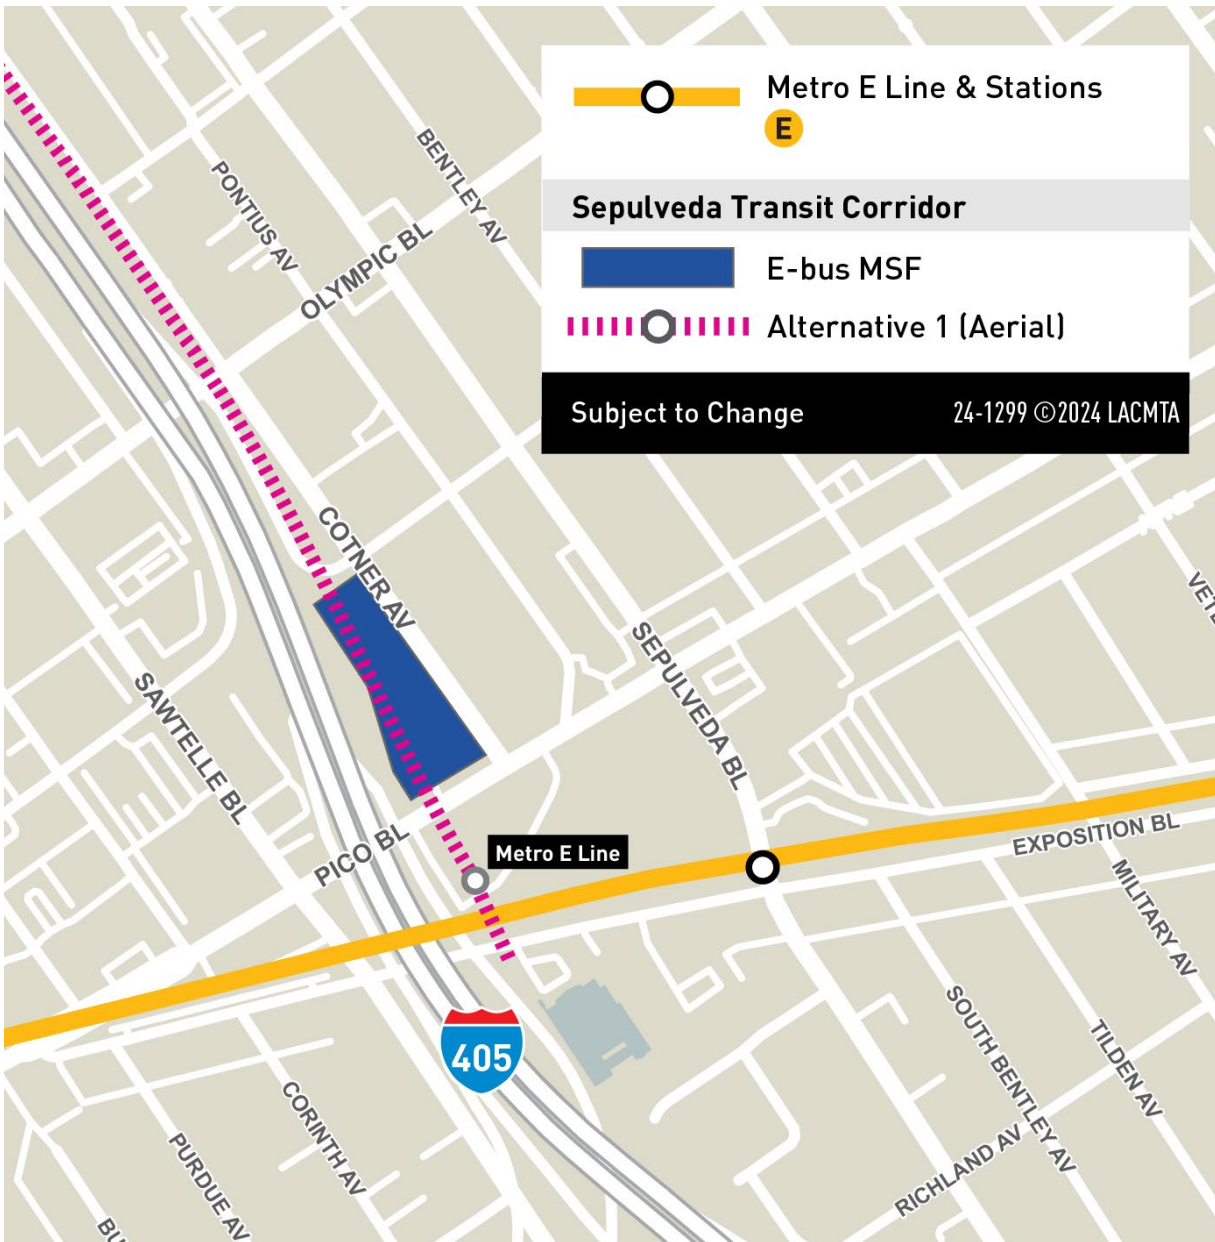 Metro E Line & Stations
E
Sepulveda Transit Corridor
E-bus MSF
Alternative 1 (Aerial)
Subject to Change
24-1299 ©2024 LACMTA
BENTLEY AV
PONTIUS AV
OLYMPIC BL
COTNER AV
SEPULVEDA BL
SAWTELLE BL
PICO BL
Metro E Line
EXPOSITION BL
MILITARY AV
405
SOUTH BENTLEY AV
TILDEN AV
RICHLAND AV
CORINTH AV
PURDUE AV